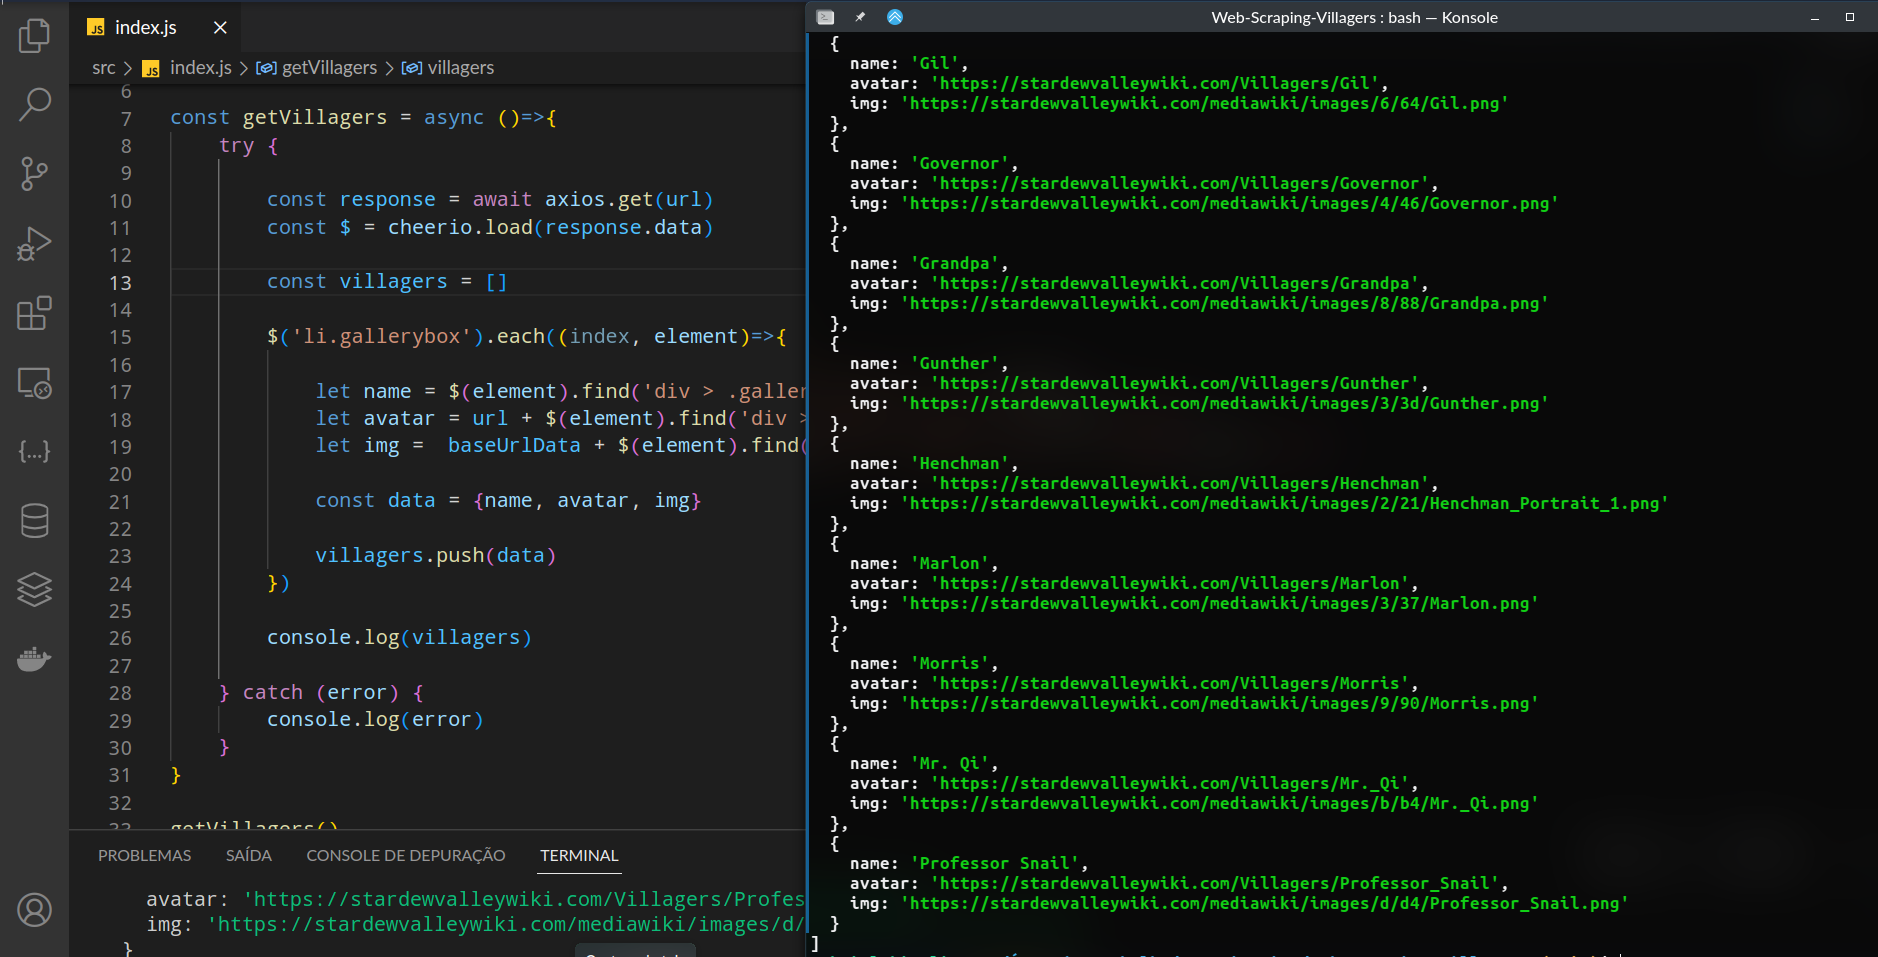 index.js
src > index.js > getVillagers > villagers
6
7 const getVillagers = async ()=>{
8 try {
9
10 const response = await axios.get(url)
11 const $ = cheerio.load(response.data)
12
13 const villagers = []
14
15 $('li.gallerybox').each((index, element)=>{
16
17 let name = $(element).find('div > .galler
18 let avatar = url + $(element).find('div >
19 let img =  baseUrlData + $(element).find(
20
21 const data = {name, avatar, img}
22
23 villagers.push(data)
24 })
25
26 console.log(villagers)
27
28 } catch (error) {
29 console.log(error)
30 }
31 }
32
33 getVillagers()
PROBLEMAS SAÍDA CONSOLE DE DEPURAÇÃO TERMINAL
avatar: 'https://stardewvalleywiki.com/Villagers/Profes
img: 'https://stardewvalleywiki.com/mediawiki/images/d/
}
Web-Scraping-Villagers : bash — Konsole
{
name: 'Gil',
avatar: 'https://stardewvalleywiki.com/Villagers/Gil',
img: 'https://stardewvalleywiki.com/mediawiki/images/6/64/Gil.png'
},
{
name: 'Governor',
avatar: 'https://stardewvalleywiki.com/Villagers/Governor',
img: 'https://stardewvalleywiki.com/mediawiki/images/4/46/Governor.png'
},
{
name: 'Grandpa',
avatar: 'https://stardewvalleywiki.com/Villagers/Grandpa',
img: 'https://stardewvalleywiki.com/mediawiki/images/8/88/Grandpa.png'
},
{
name: 'Gunther',
avatar: 'https://stardewvalleywiki.com/Villagers/Gunther',
img: 'https://stardewvalleywiki.com/mediawiki/images/3/3d/Gunther.png'
},
{
name: 'Henchman',
avatar: 'https://stardewvalleywiki.com/Villagers/Henchman',
img: 'https://stardewvalleywiki.com/mediawiki/images/2/21/Henchman_Portrait_1.png'
},
{
name: 'Marlon',
avatar: 'https://stardewvalleywiki.com/Villagers/Marlon',
img: 'https://stardewvalleywiki.com/mediawiki/images/3/37/Marlon.png'
},
{
name: 'Morris',
avatar: 'https://stardewvalleywiki.com/Villagers/Morris',
img: 'https://stardewvalleywiki.com/mediawiki/images/9/90/Morris.png'
},
{
name: 'Mr. Qi',
avatar: 'https://stardewvalleywiki.com/Villagers/Mr._Qi',
img: 'https://stardewvalleywiki.com/mediawiki/images/b/b4/Mr._Qi.png'
},
{
name: 'Professor Snail',
avatar: 'https://stardewvalleywiki.com/Villagers/Professor_Snail',
img: 'https://stardewvalleywiki.com/mediawiki/images/d/d4/Professor_Snail.png'
}
]